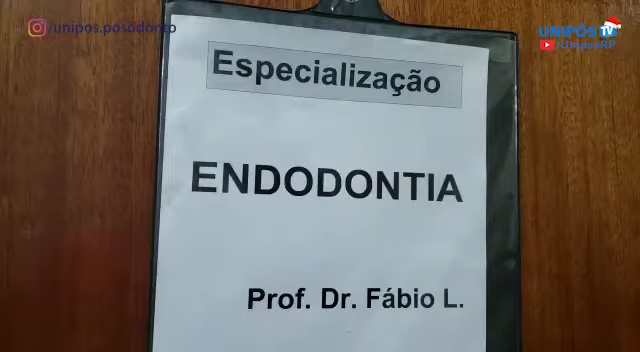 /unipos.posodonto
UNIPÓS TV
/UniposRP
Especialização
ENDODONTIA
Prof. Dr. Fábio L.